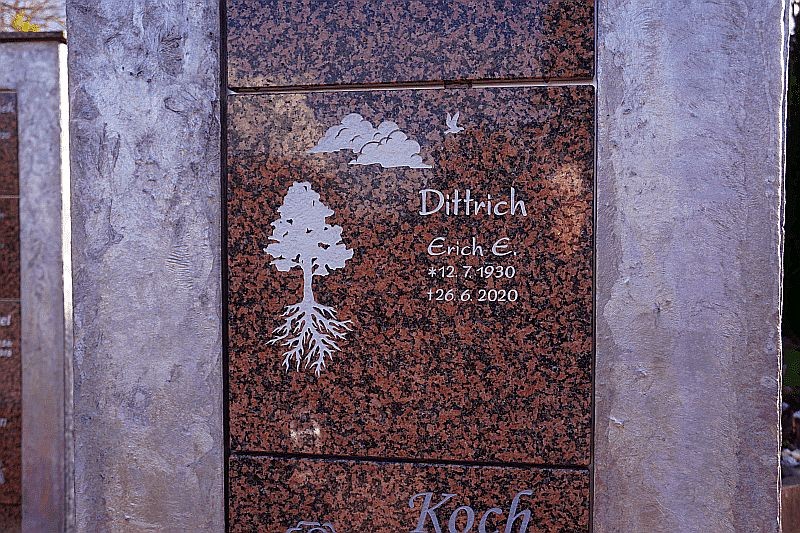 Dittrich
Erich E.
*12.7.1930
†26.6.2020
Koch